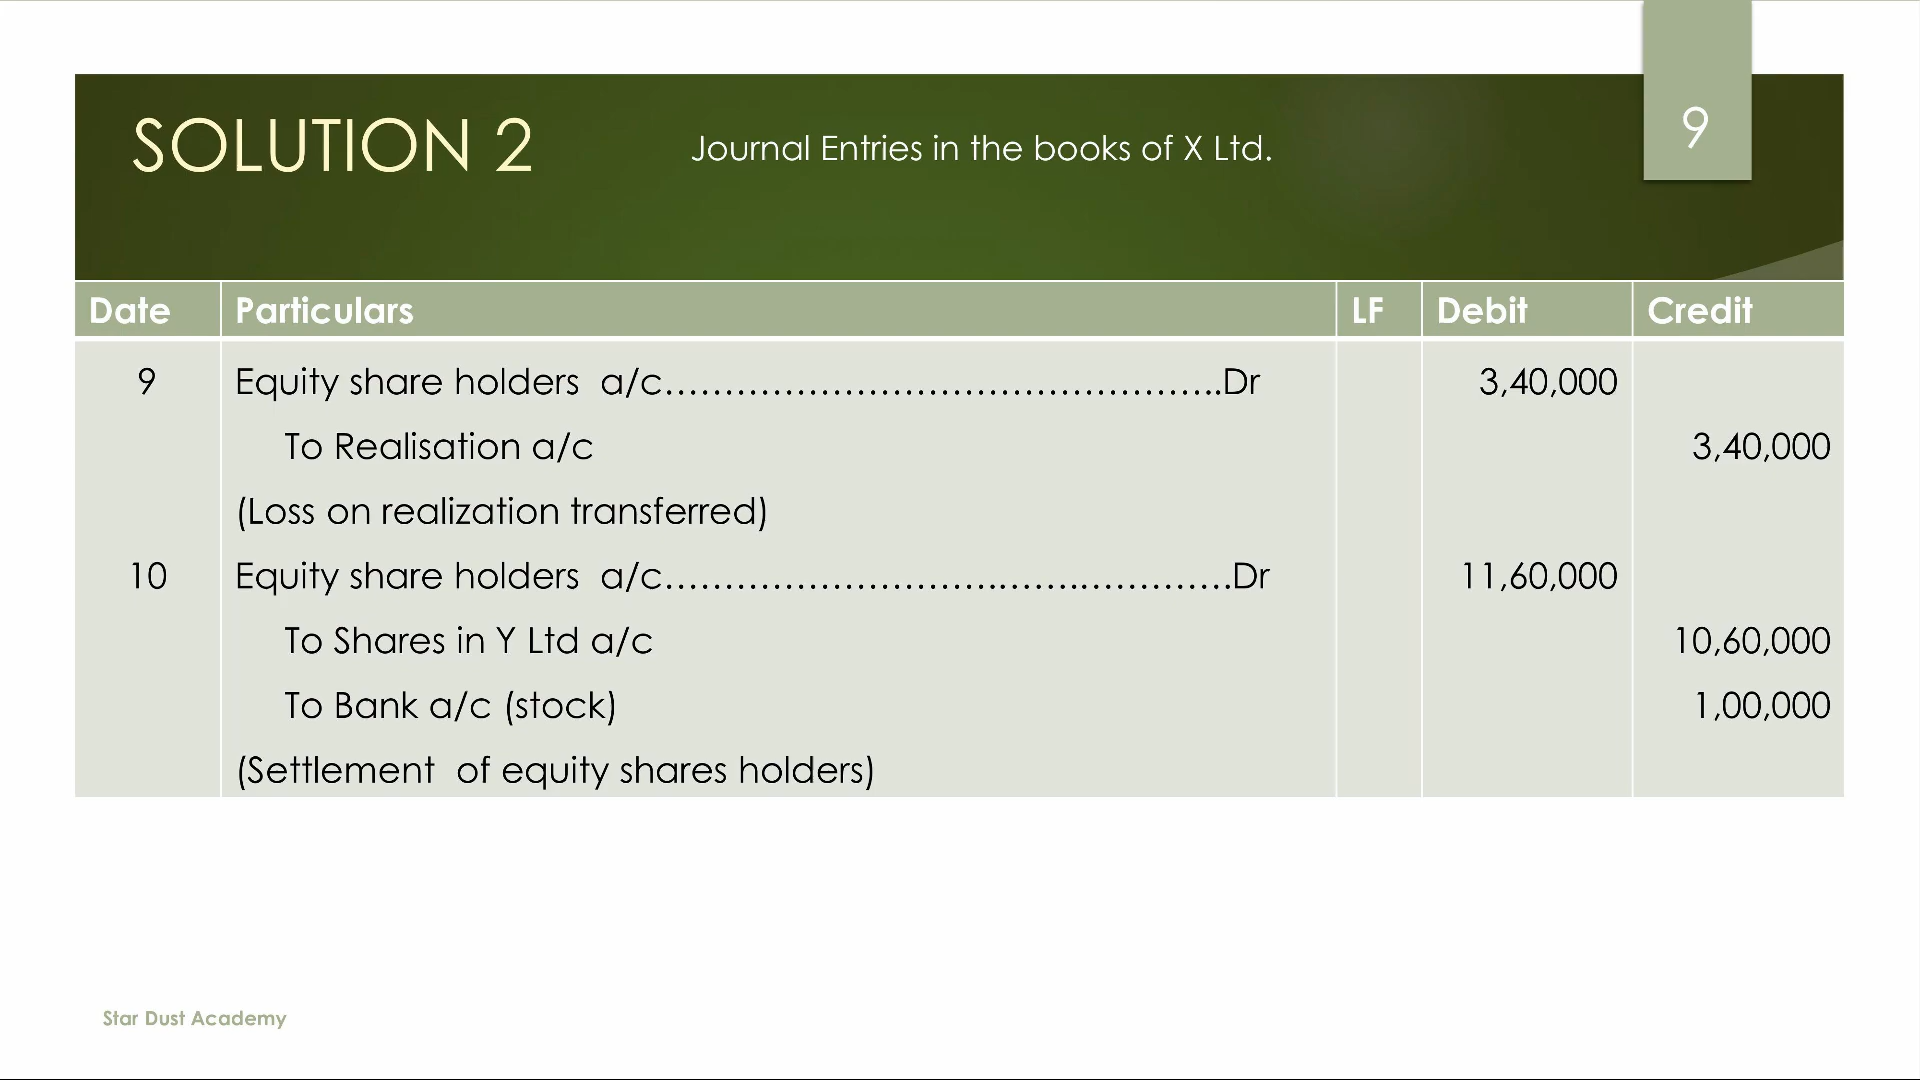 9
SOLUTION 2
Journal Entries in the books of X Ltd.
Date Particulars LF Debit Credit
9 Equity share holders a/c…………………………………………..Dr 3,40,000
To Realisation a/c 3,40,000
(Loss on realization transferred)
10 Equity share holders a/c……………………….…….………….Dr 11,60,000
To Shares in Y Ltd a/c 10,60,000
To Bank a/c (stock) 1,00,000
(Settlement of equity shares holders)
Star Dust Academy